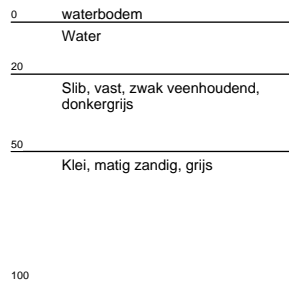 0 waterbodem
Water
20
Slib, vast, zwak veenhoudend,
donkergrijs
50
Klei, matig zandig, grijs
100